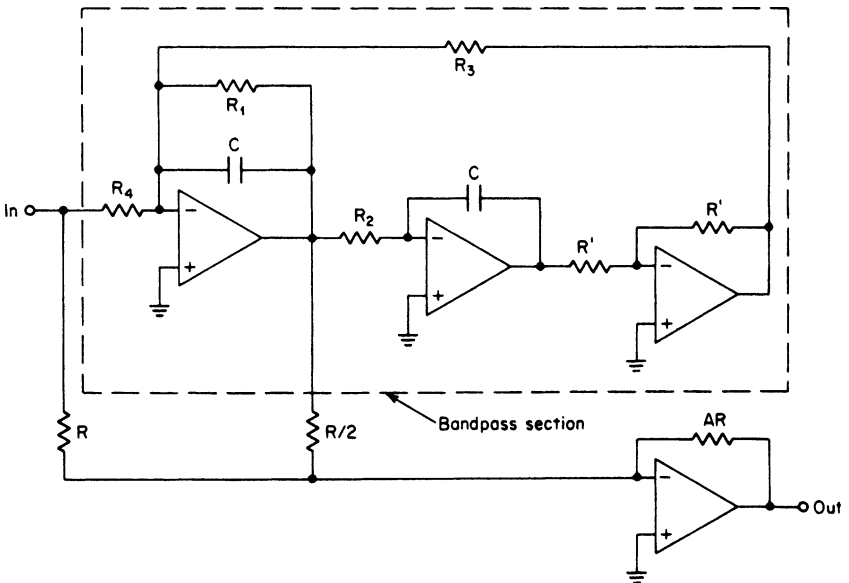 R₃
R₁
C
C
R₄
In
R₂
R'
R'
−
+
−
+
−
+
Bandpass section
R
R/2
AR
−
+
Out